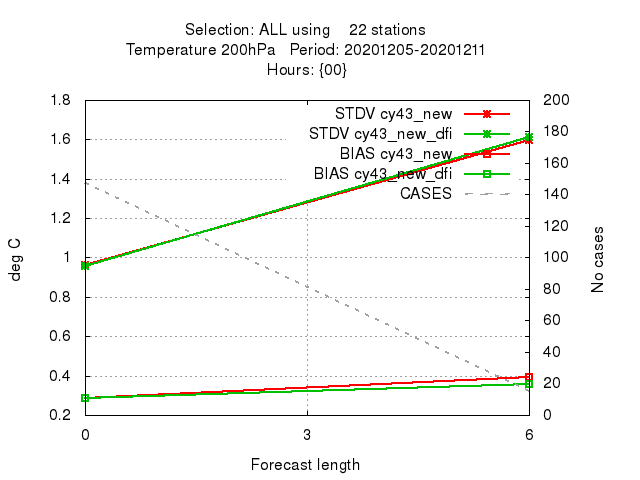 Selection: ALL using    22 stations
Temperature 200hPa   Period: 20201205-20201211
Hours: {00}
1.8
1.6
1.4
1.2
1
0.8
0.6
0.4
0.2
deg C
STDV cy43_new
STDV cy43_new_dfi
BIAS cy43_new
BIAS cy43_new_dfi
CASES
200
180
160
140
120
100
80
60
40
20
0
No cases
0 3 6
Forecast length